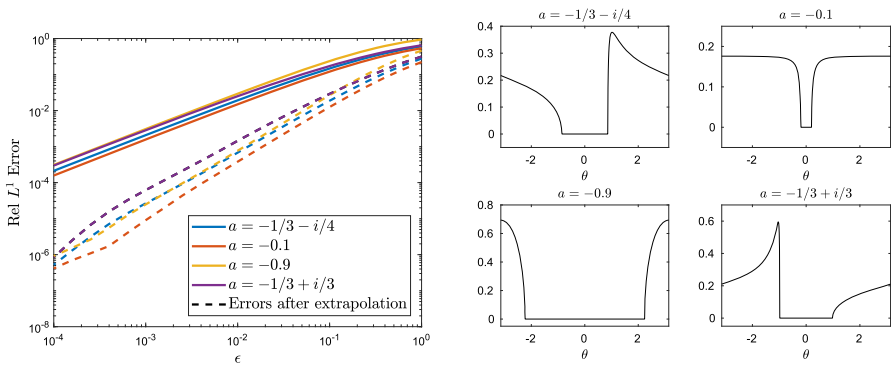 10^0
10^-2
10^-4
10^-6
10^-8
Rel L^1 Error
10^-4
10^-3
10^-2
10^-1
10^0
ϵ
a = −1/3 − i/4
a = −0.1
a = −0.9
a = −1/3 + i/3
Errors after extrapolation
a = −1/3 − i/4
0.4
0.3
0.2
0.1
0
-2 0 2
θ
a = −0.1
0.2
0.1
0
-2 0 2
θ
a = −0.9
0.8
0.6
0.4
0.2
0
-2 0 2
θ
a = −1/3 + i/3
0.6
0.4
0.2
0
-2 0 2
θ